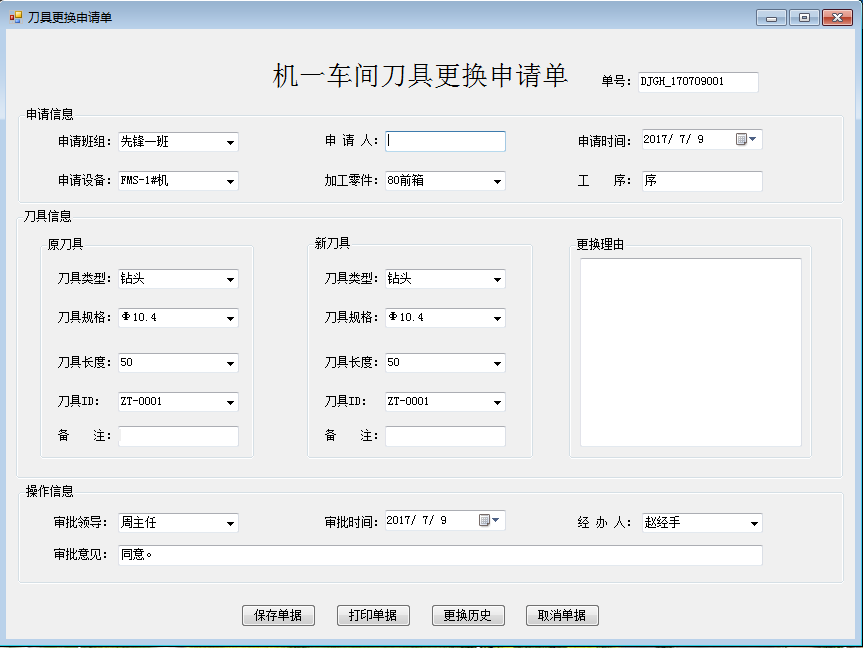 刀具更换申请单
机一车间刀具更换申请单 单号: DJGH_170709001
申请信息
申请班组: 先锋一班 申 请 人: 申请时间: 2017/ 7/ 9
申请设备: FMS-1#机 加工零件: 80前箱 工 序: 序
刀具信息
原刀具 新刀具 更换理由
刀具类型: 钻头 刀具类型: 钻头
刀具规格: Φ10.4 刀具规格: Φ10.4
刀具长度: 50 刀具长度: 50
刀具ID: ZT-0001 刀具ID: ZT-0001
备 注: 备 注:
操作信息
审批领导: 周主任 审批时间: 2017/ 7/ 9 经 办 人: 赵经手
审批意见: 同意。
保存单据 打印单据 更换历史 取消单据